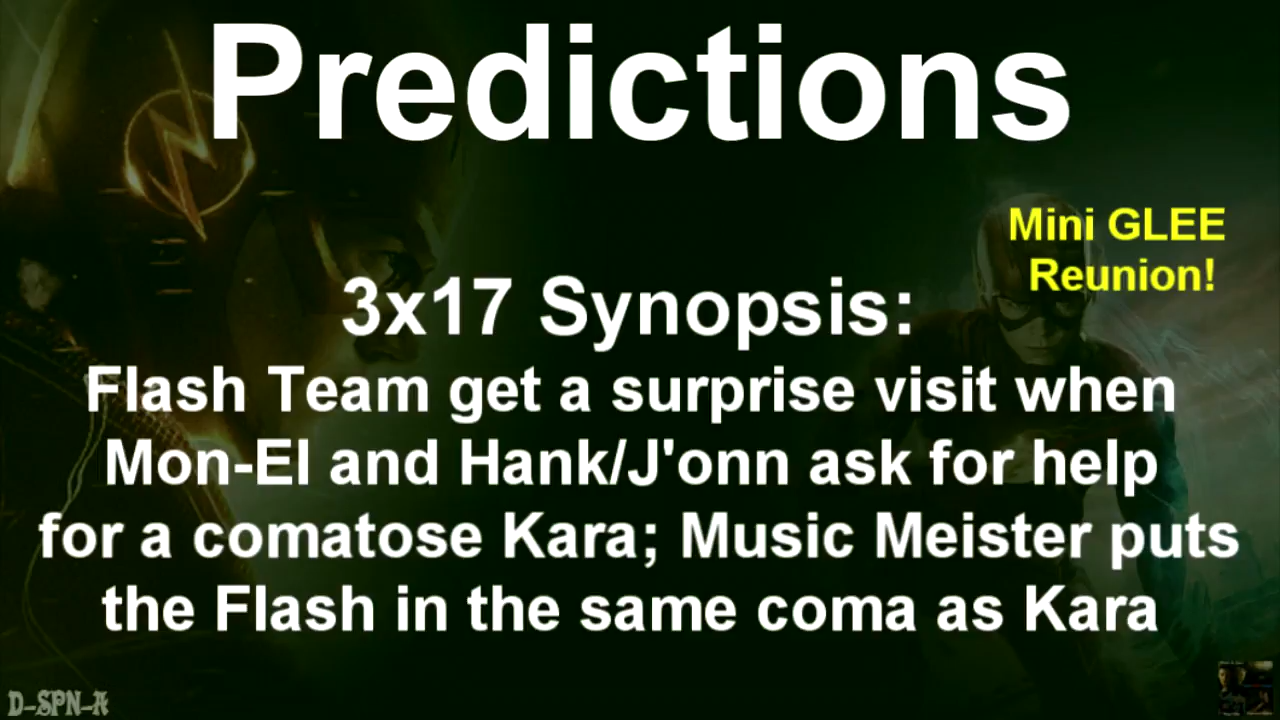 Predictions
Mini GLEE
Reunion!
3x17 Synopsis:
Flash Team get a surprise visit when
Mon-El and Hank/J'onn ask for help
for a comatose Kara; Music Meister puts
the Flash in the same coma as Kara
D-SPN-A